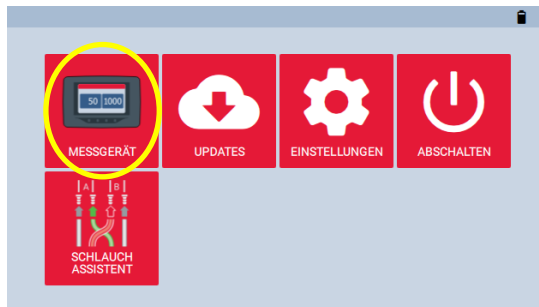 50 1000
MESSGERÄT
UPDATES
EINSTELLUNGEN
ABSCHALTEN
A B
SCHLAUCH
ASSISTENT